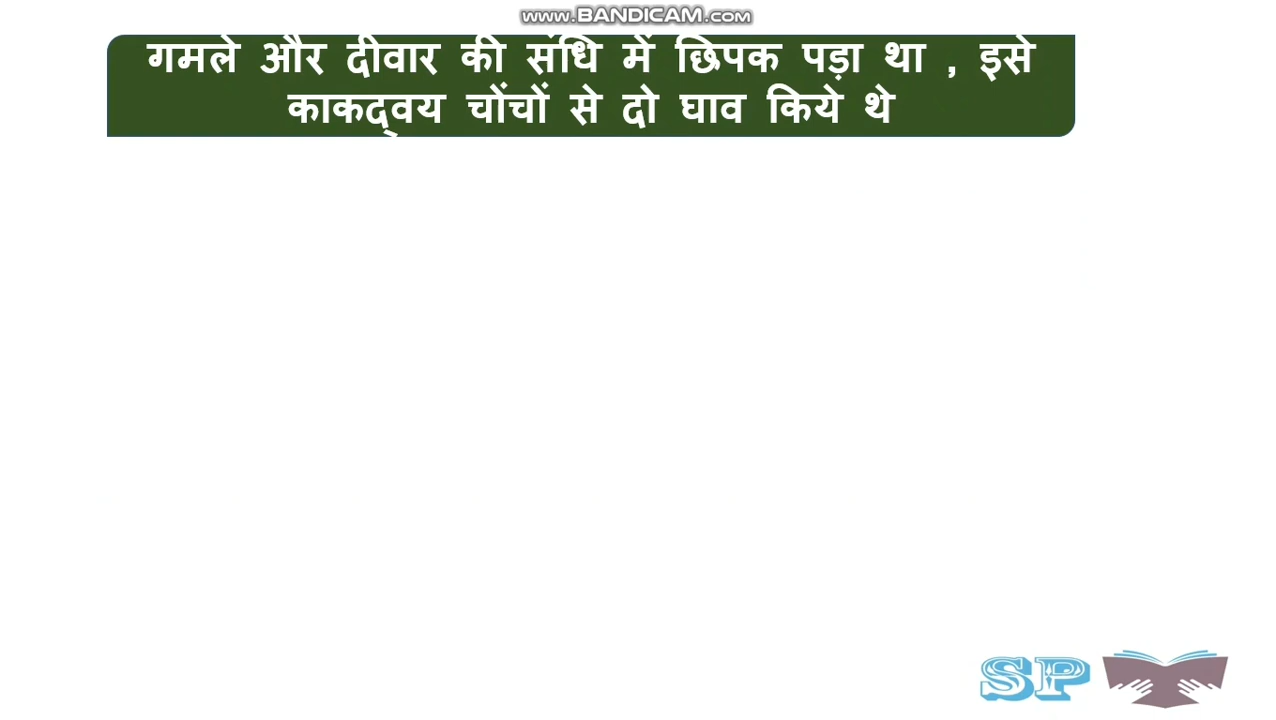 www.BANDICAM.com
गमले और दीवार की संधि में छिपक पड़ा था , इसे
काकद्‌वय चोंचों से दो घाव किये थे
SP